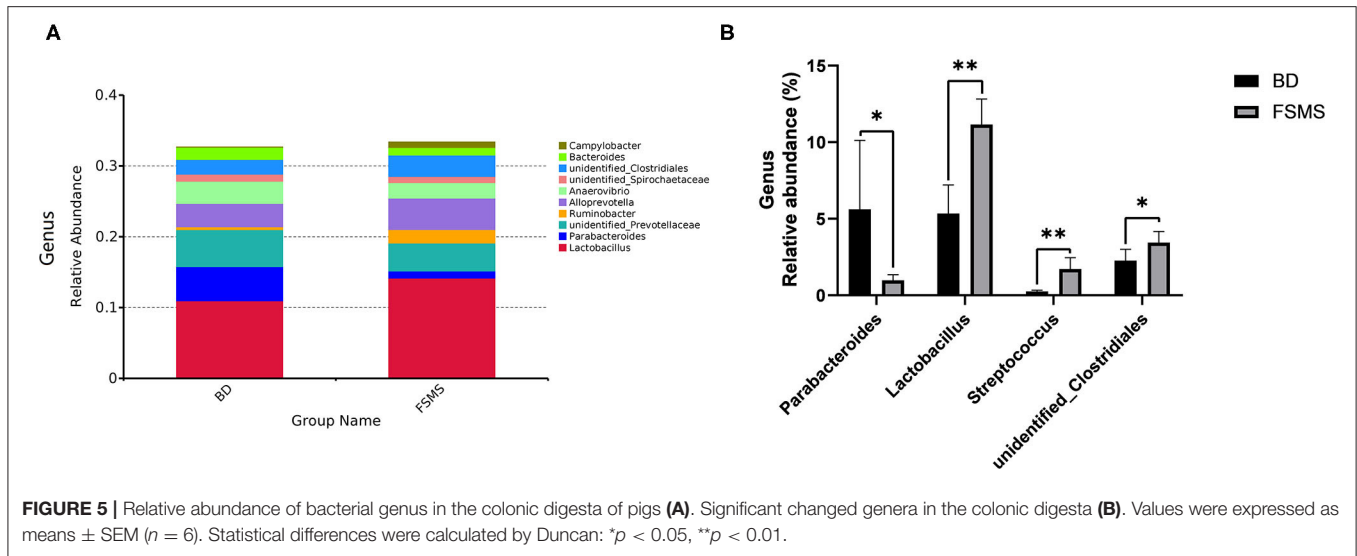 A
0.4
0.3
0.2
0.1
0
Genus
Relative Abundance
BD
FSMS
Group Name
Campylobacter
Bacteroides
unidentified_Clostridiales
unidentified_Spirochaetaceae
Anaerovibrio
Alloprevotella
Ruminobacter
unidentified_Prevotellaceae
Parabacteroides
Lactobacillus
B
Genus
Relative abundance (%)
15
10
5
0
*
**
**
*
Parabacteroides
Lactobacillus
Streptococcus
unidentified_Clostridiales
BD
FSMS
FIGURE 5 | Relative abundance of bacterial genus in the colonic digesta of pigs (A). Significant changed genera in the colonic digesta (B). Values were expressed as
means ± SEM (n = 6). Statistical differences were calculated by Duncan: *p < 0.05, **p < 0.01.